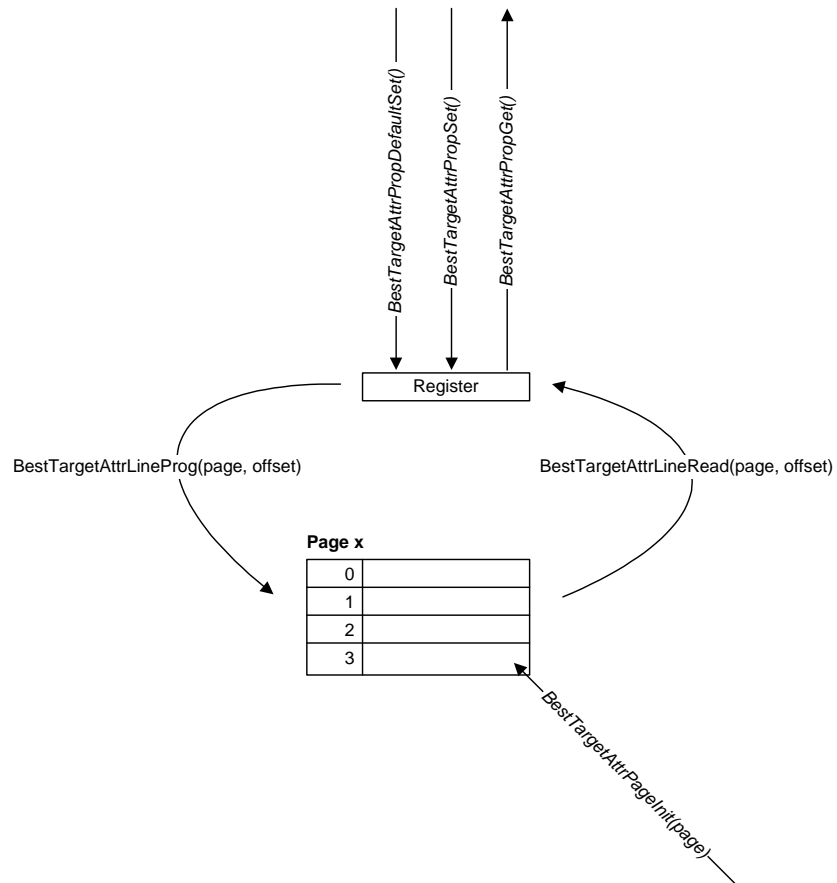 BestTargetAttrPropDefaultSet()
BestTargetAttrPropSet()
BestTargetAttrPropGet()
Register
BestTargetAttrLineProg(page, offset)
BestTargetAttrLineRead(page, offset)
Page x
0
1
2
3
BestTargetAttrPageInit(page)